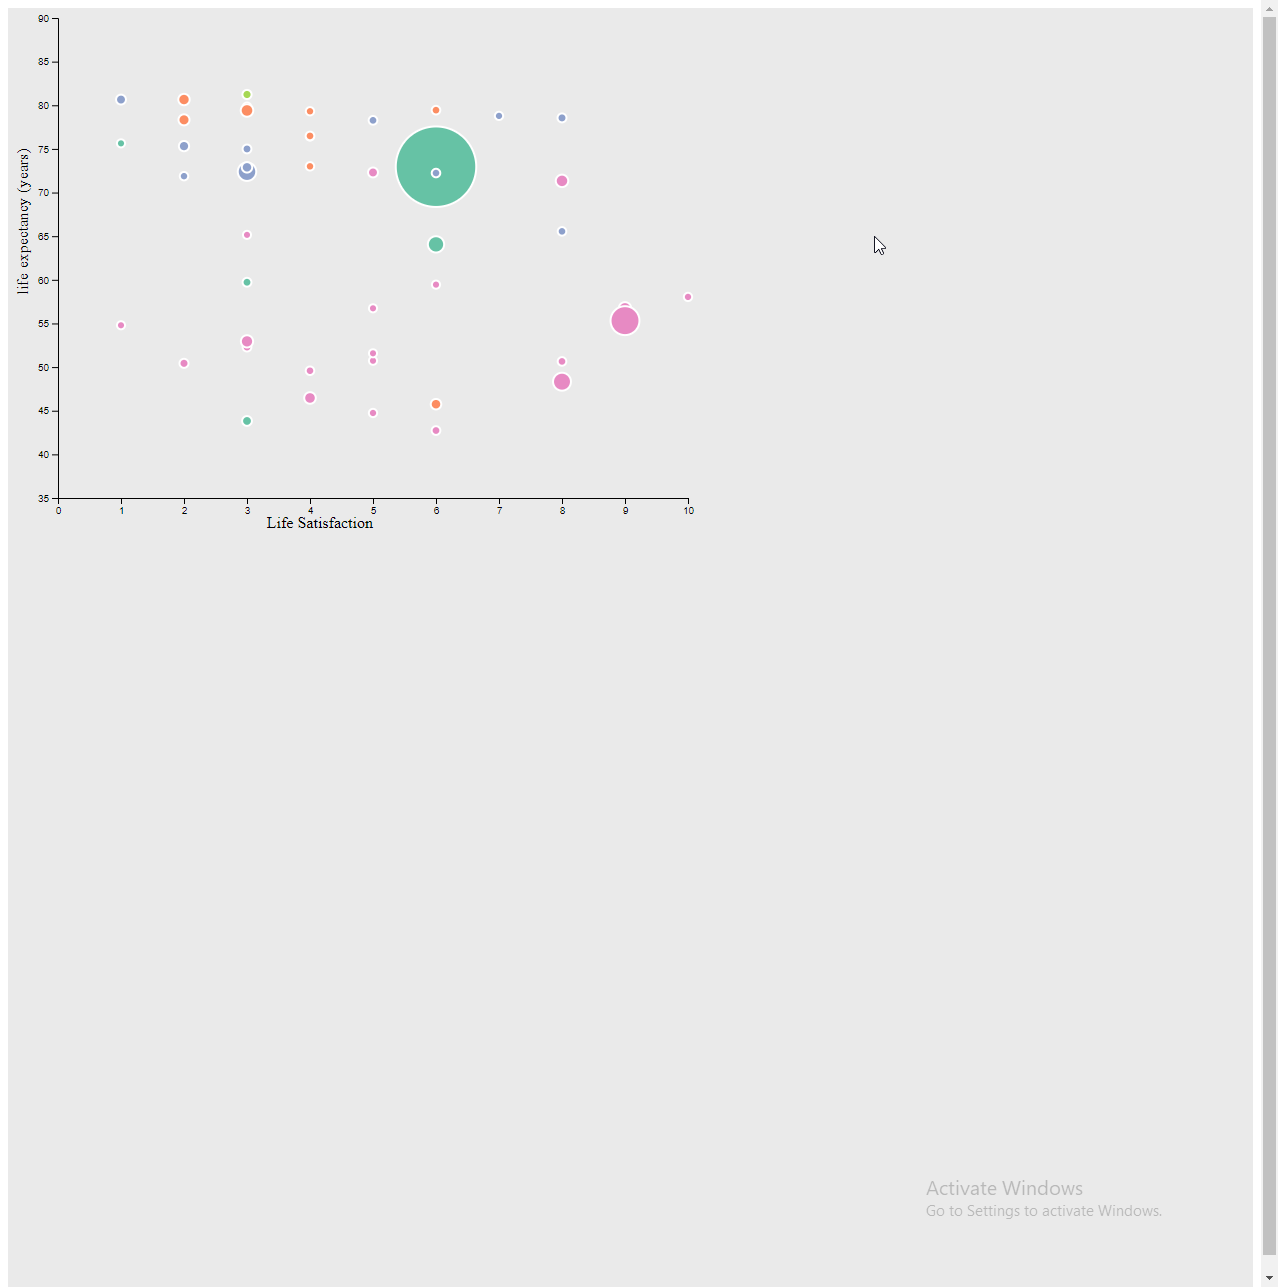 90
85
80
75
70
65
60
55
50
45
40
35
life expectancy (years)
0 1 2 3 4 5 6 7 8 9 10
Life Satisfaction
Activate Windows
Go to Settings to activate Windows.